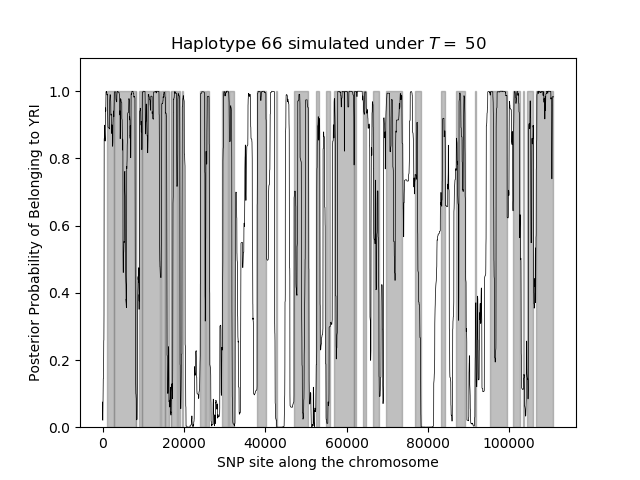 Haplotype 66 simulated under T = 50
Posterior Probability of Belonging to YRI
1.0
0.8
0.6
0.4
0.2
0.0
0 20000 40000 60000 80000 100000
SNP site along the chromosome